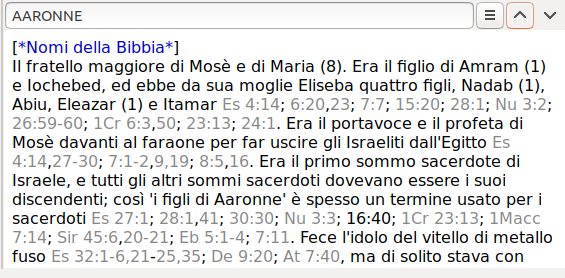 AARONNE
[*Nomi della Bibbia*]
Il fratello maggiore di Mosè e di Maria (8). Era il figlio di Amram (1)
e Iochebed, ed ebbe da sua moglie Eliseba quattro figli, Nadab (1),
Abiu, Eleazar (1) e Itamar Es 4:14; 6:20,23; 7:7; 15:20; 28:1; Nu 3:2;
26:59-60; 1Cr 6:3,50; 23:13; 24:1. Era il portavoce e il profeta di
Mosè davanti al faraone per far uscire gli Israeliti dall'Egitto Es
4:14,27-30; 7:1-2,9,19; 8:5,16. Era il primo sommo sacerdote di
Israele, e tutti gli altri sommi sacerdoti dovevano essere i suoi
discendenti; così 'i figli di Aaronne' è spesso un termine usato per i
sacerdoti Es 27:1; 28:1,41; 30:30; Nu 3:3; 16:40; 1Cr 23:13; 1Macc
7:14; Sir 45:6,20-21; Eb 5:1-4; 7:11. Fece l'idolo del vitello di metallo
fuso Es 32:1-6,21-25,35; De 9:20; At 7:40, ma di solito stava con